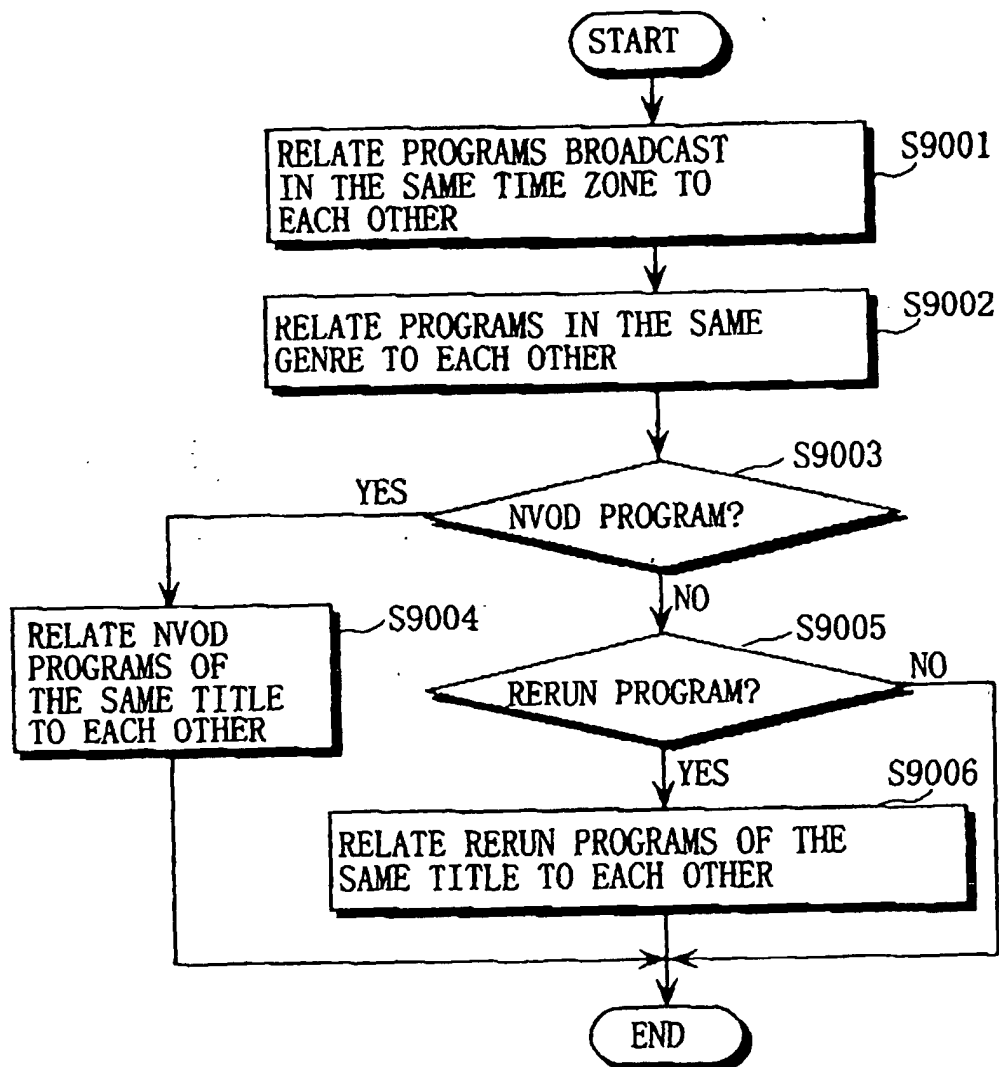 START
RELATE PROGRAMS BROADCAST
IN THE SAME TIME ZONE TO
EACH OTHER
S9001
RELATE PROGRAMS IN THE SAME
GENRE TO EACH OTHER
S9002
S9003
YES
NVOD PROGRAM?
NO
RELATE NVOD
PROGRAMS OF
THE SAME TITLE
TO EACH OTHER
S9004
S9005
NO
RERUN PROGRAM?
YES
S9006
RELATE RERUN PROGRAMS OF THE
SAME TITLE TO EACH OTHER
END